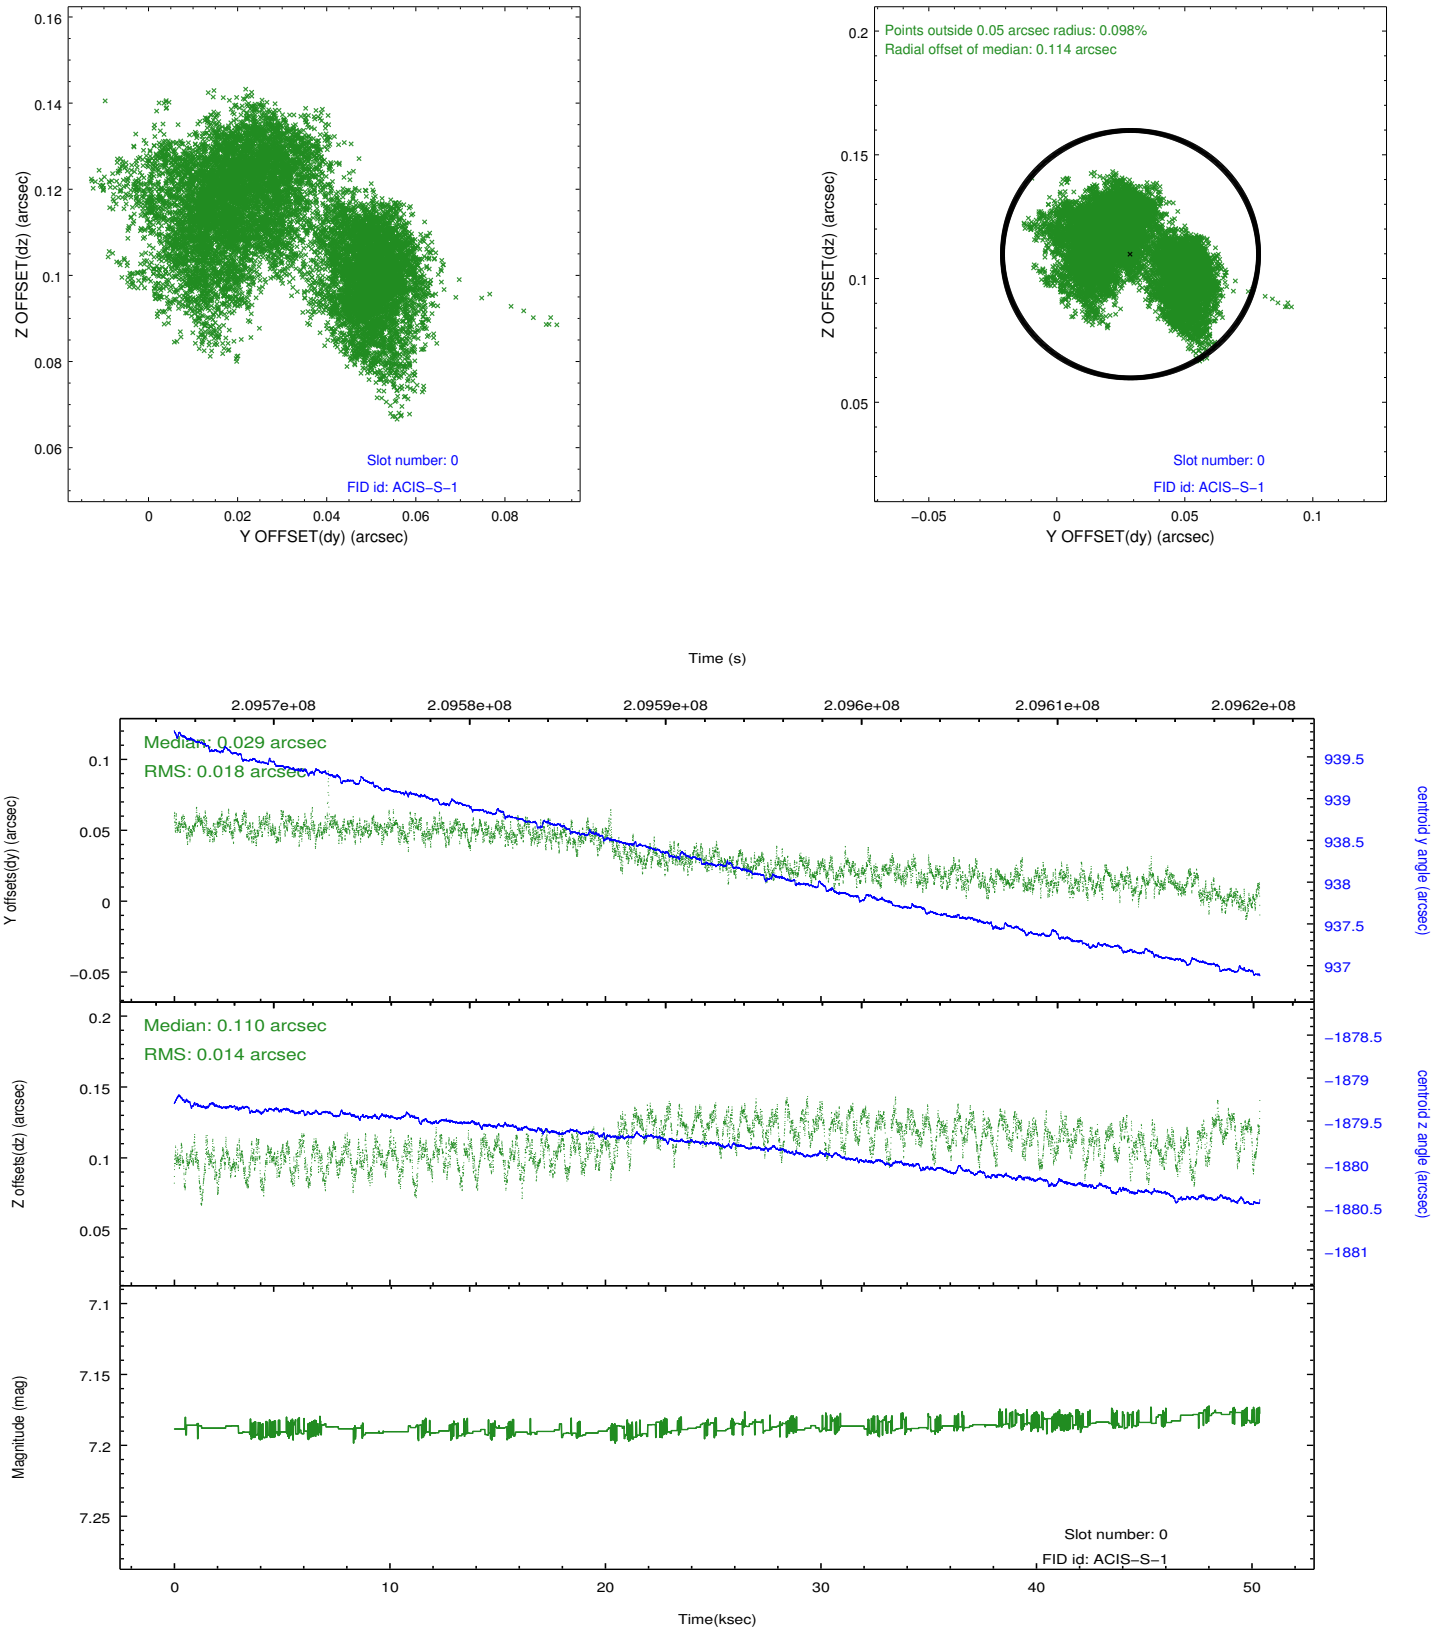 0.16
0.14
0.12
0.1
0.08
0.06
Z OFFSET(dz) (arcsec)
Slot number: 0
FID id: ACIS−S−1
0
0.02
0.04
0.06
0.08
Y OFFSET(dy) (arcsec)
Points outside 0.05 arcsec radius: 0.098%
Radial offset of median: 0.114 arcsec
0.2
0.15
0.1
0.05
Z OFFSET(dz) (arcsec)
Slot number: 0
FID id: ACIS−S−1
−0.05
0
0.05
0.1
Y OFFSET(dy) (arcsec)
Time (s)
2.0957e+08
2.0958e+08
2.0959e+08
2.096e+08
2.0961e+08
2.0962e+08
Median: 0.029 arcsec
RMS: 0.018 arcsec
0.1
0.05
0
−0.05
Y offsets(dy) (arcsec)
939.5
939
938.5
938
937.5
937
centroid y angle (arcsec)
Median: 0.110 arcsec
RMS: 0.014 arcsec
0.2
0.15
0.1
0.05
Z offsets(dz) (arcsec)
−1878.5
−1879
−1879.5
−1880
−1880.5
−1881
centroid z angle (arcsec)
7.1
7.15
7.2
7.25
Magnitude (mag)
Slot number: 0
FID id: ACIS−S−1
0
10
20
30
40
50
Time(ksec)